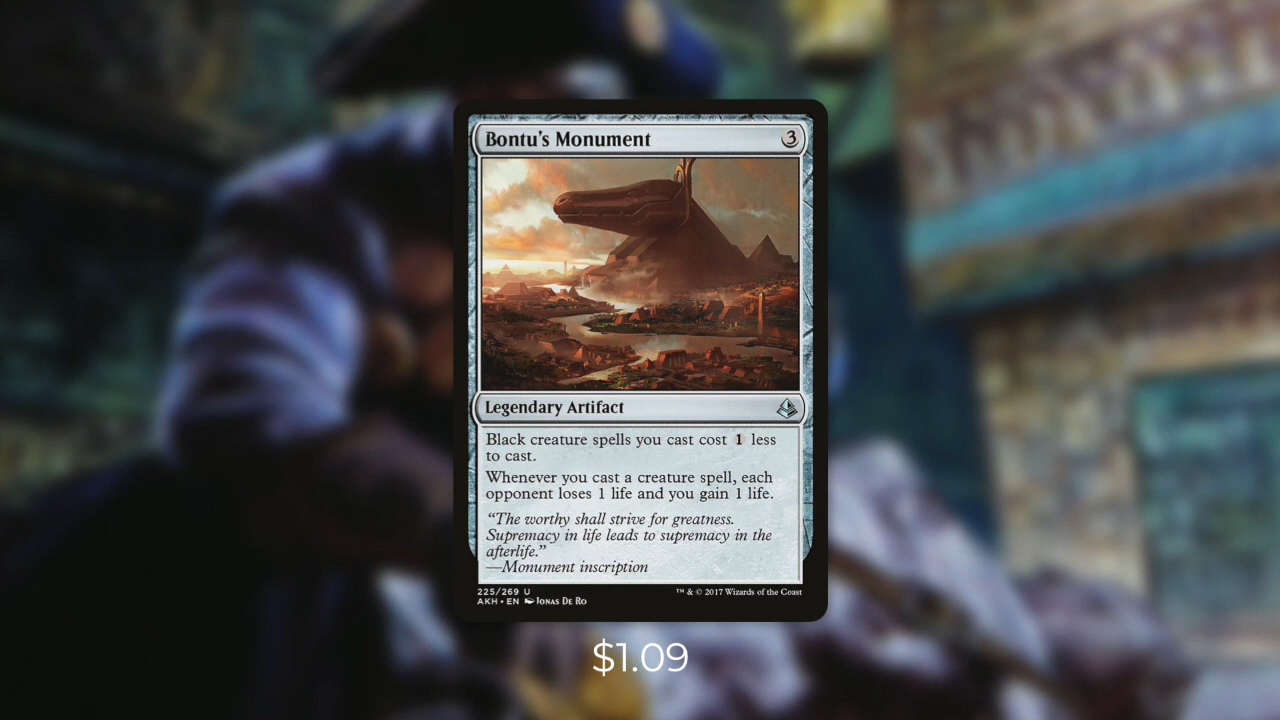 Bontu's Monument 3
Legendary Artifact
Black creature spells you cast cost 1 less
to cast.
Whenever you cast a creature spell, each
opponent loses 1 life and you gain 1 life.
“The worthy shall strive for greatness.
Supremacy in life leads to supremacy in the
afterlife.”
—Monument inscription
225/269 U
AKH • EN Jonas De Ro
™ & © 2017 Wizards of the Coast
$1.09